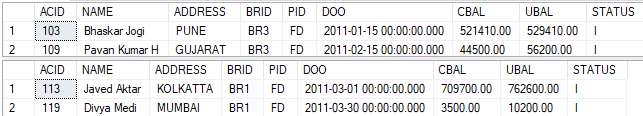 ACID NAME ADDRESS BRID PID DOO CBAL UBAL STATUS
1 103 Bhaskar Jogi PUNE BR3 FD 2011-01-15 00:00:00.000 521410.00 529410.00 I
2 109 Pavan Kumar H GUJARAT BR3 FD 2011-02-15 00:00:00.000 44500.00 56200.00 I
ACID NAME ADDRESS BRID PID DOO CBAL UBAL STATUS
1 113 Javed Aktar KOLKATTA BR1 FD 2011-03-01 00:00:00.000 709700.00 762600.00 I
2 119 Divya Medi MUMBAI BR1 FD 2011-03-30 00:00:00.000 3500.00 10200.00 I